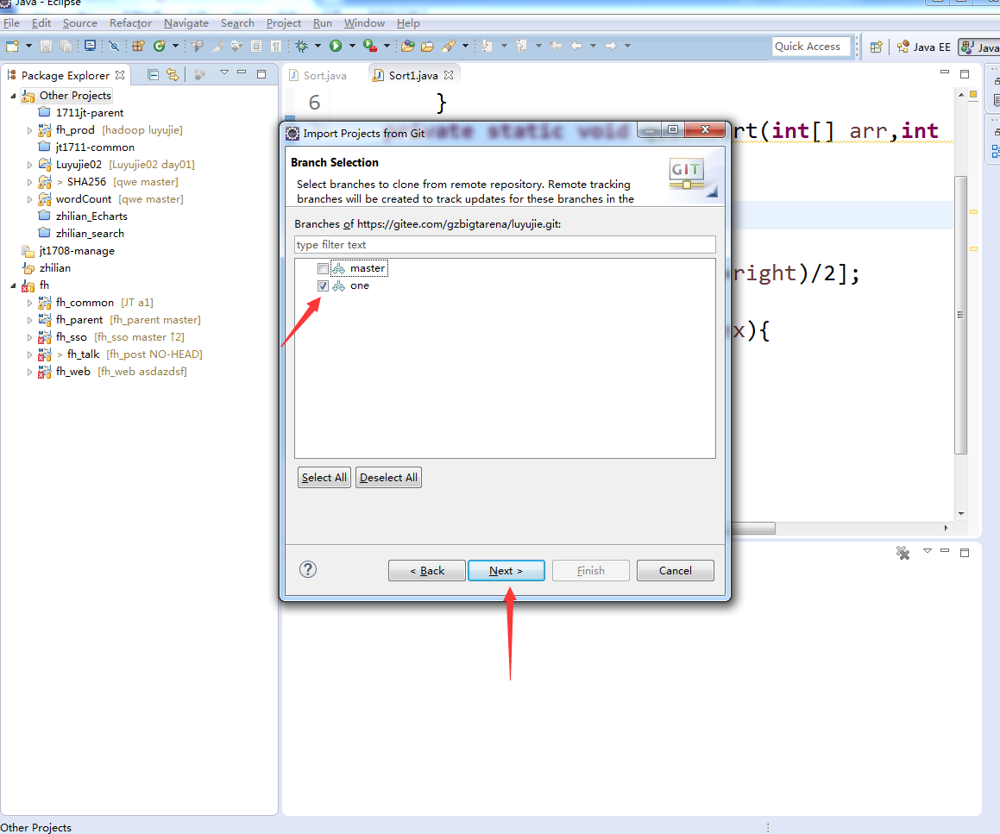 Java - Eclipse
File Edit Source Refactor Navigate Search Project Run Window Help
Quick Access Java EE Java
Package Explorer
Other Projects
1711jt-parent
fh_prod [hadoop luyujie]
jt1711-common
Luyujie02 [Luyujie02 day01]
> SHA256 [qwe master]
wordCount [qwe master]
zhilian_Echarts
zhilian_search
jt1708-manage
zhilian
fh
fh_common [JT a1]
fh_parent [fh_parent master]
fh_sso [fh_sso master ↑2]
> fh_talk [fh_post NO-HEAD]
fh_web [fh_web asdazdsf]
Sort.java Sort1.java
6 }
private static void rt(int[] arr,int
right)/2];
x){
Import Projects from Git
Branch Selection
Select branches to clone from remote repository. Remote tracking
branches will be created to track updates for these branches in the
GIT
Branches of https://gitee.com/gzbigtarena/luyujie.git:
type filter text
master
one
Select All Deselect All
? < Back Next > Finish Cancel
Other Projects